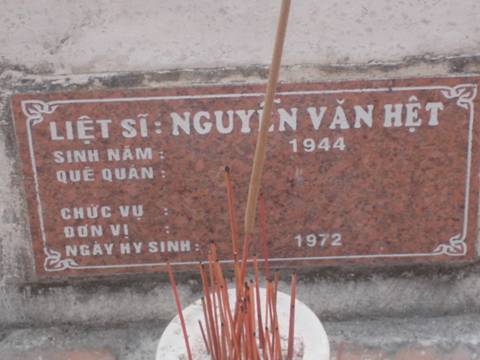 LIỆT SĨ: NGUYỄN VĂN HỆT
SINH NĂM : 1944
QUÊ QUÁN :
CHỨC VỤ :
ĐƠN VỊ :
NGÀY HY SINH: 1972